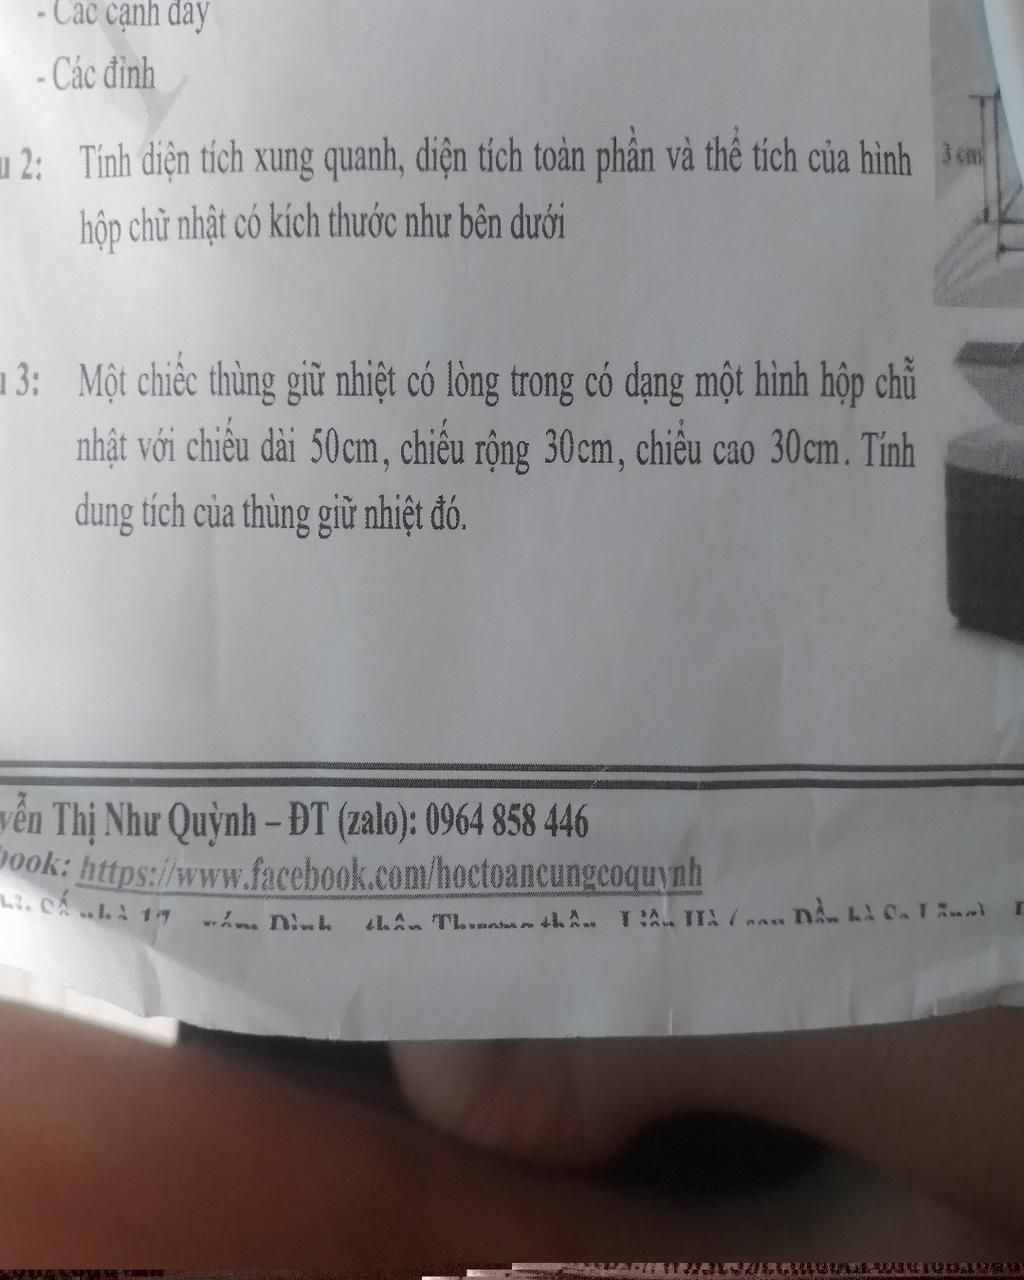 - Các cạnh đáy
- Các đỉnh
u 2: Tính diện tích xung quanh, diện tích toàn phần và thể tích của hình
hộp chữ nhật có kích thước như bên dưới
3 cm
3: Một chiếc thùng giữ nhiệt có lòng trong có dạng một hình hộp chữ
nhật với chiều dài 50cm, chiều rộng 30cm, chiều cao 30cm. Tính
dung tích của thùng giữ nhiệt đó.
yễn Thị Như Quỳnh – ĐT (zalo): 0964 858 446
book: https://www.facebook.com/hoctoancungcoquynh